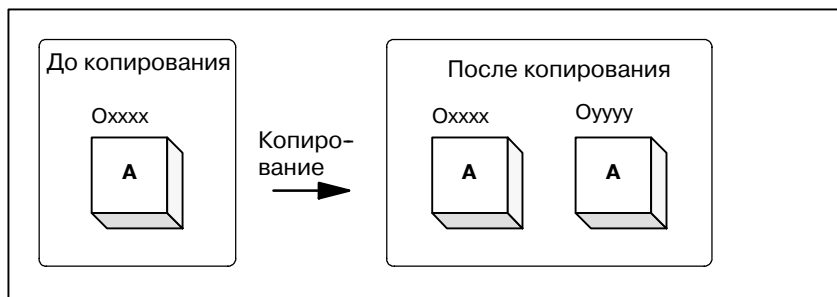 До копирования
Oxxxx
A
Копиро-
вание
После копирования
Oxxxx
Oyyyy
A
A